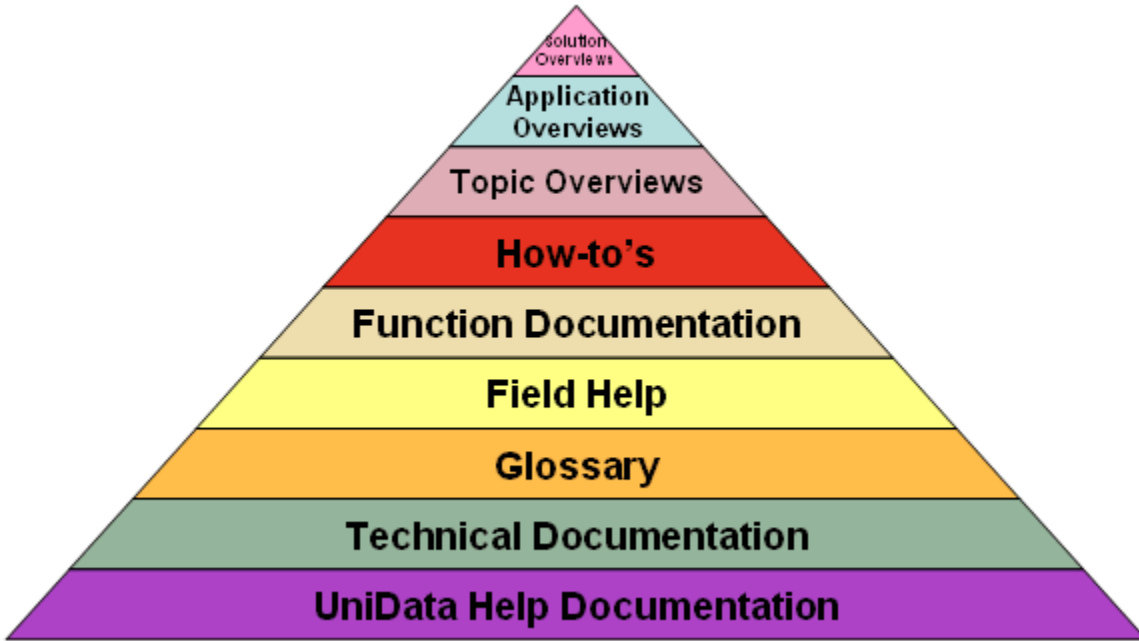 Solution
Overviews
Application
Overviews
Topic Overviews
How-to’s
Function Documentation
Field Help
Glossary
Technical Documentation
UniData Help Documentation